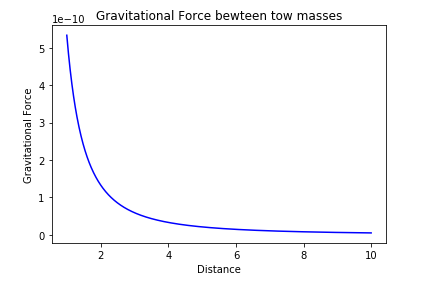 Gravitational Force bewteen tow masses
1e−10
5
4
3
2
1
0
Gravitational Force
2 4 6 8 10
Distance